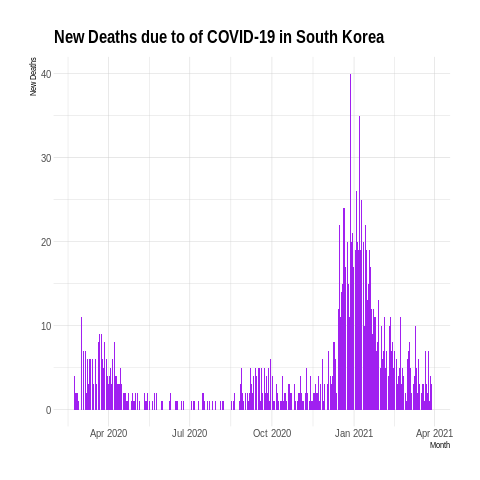 New Deaths due to of COVID-19 in South Korea
New Deaths
40
30
20
10
0
Apr 2020 Jul 2020 Oct 2020 Jan 2021 Apr 2021
Month